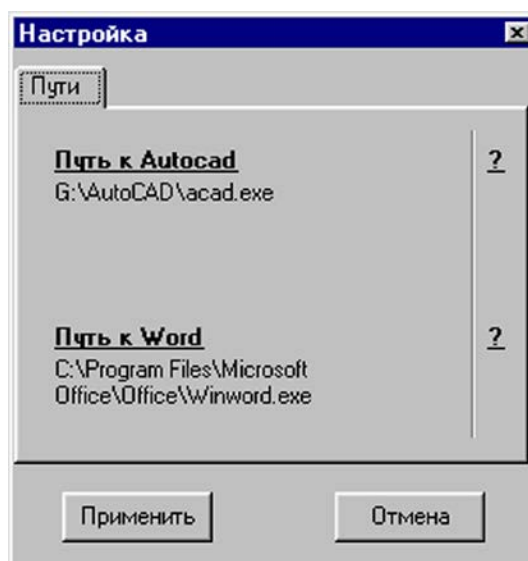 Настройка
Пути
Путь к Autocad ?
G:\AutoCAD\acad.exe
Путь к Word ?
C:\Program Files\Microsoft
Office\Office\Winword.exe
Применить Отмена